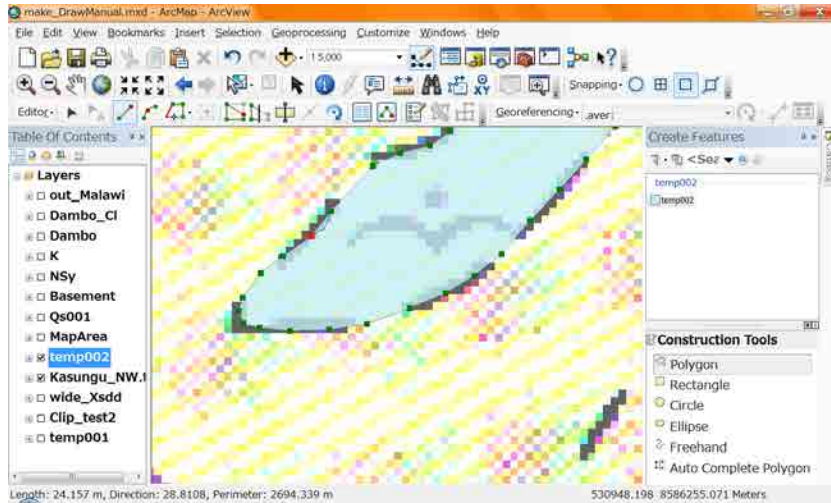 make_DrawManual.mxd - ArcMap - ArcView
File Edit View Bookmarks Insert Selection Geoprocessing Customize Windows Help
1:5,000
Snapping▾
Editor▾ Georeferencing▾ .aver
Table Of Contents
Layers
out_Malawi
Dambo_Cl
Dambo
K
NSy
Basement
Qs001
MapArea
temp002
Kasungu_NW.
wide_Xsdd
Clip_test2
temp001
Create Features
<Sea
temp002
temp002
Construction Tools
Polygon
Rectangle
Circle
Ellipse
Freehand
Auto Complete Polygon
Length: 24.157 m, Direction: 28.8108, Perimeter: 2694.339 m
530948.198 8586255.071 Meters